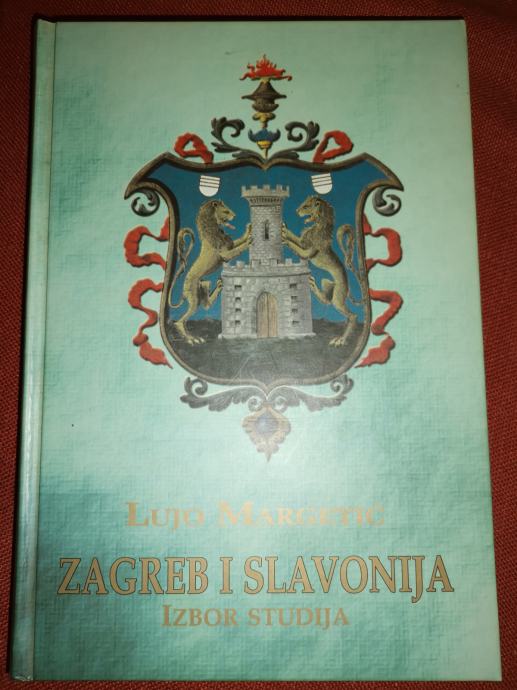 LUJO MARGETIĆ
ZAGREB I SLAVONIJA
IZBOR STUDIJA